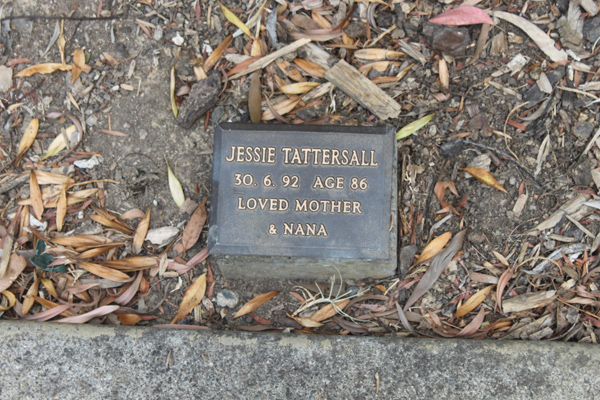 JESSIE TATTERSALL
30. 6. 92 AGE 86
LOVED MOTHER
& NANA